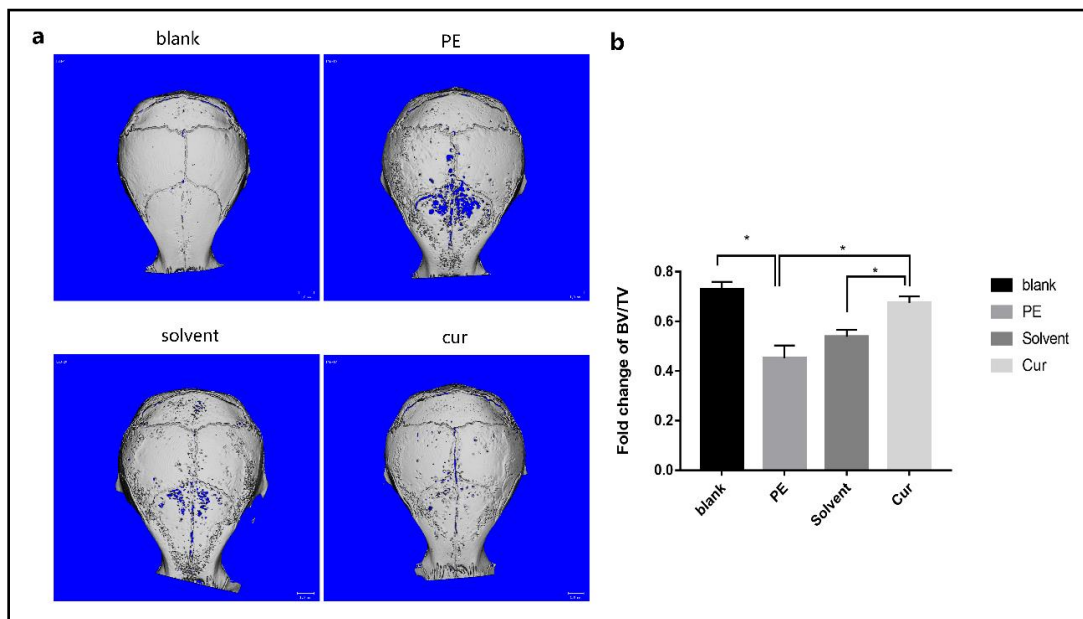 a
blank
PE
solvent
cur
b
*
*
*
Fold change of BV/TV
0.8
0.6
0.4
0.2
0.0
blank
PE
Solvent
Cur
blank
PE
Solvent
Cur